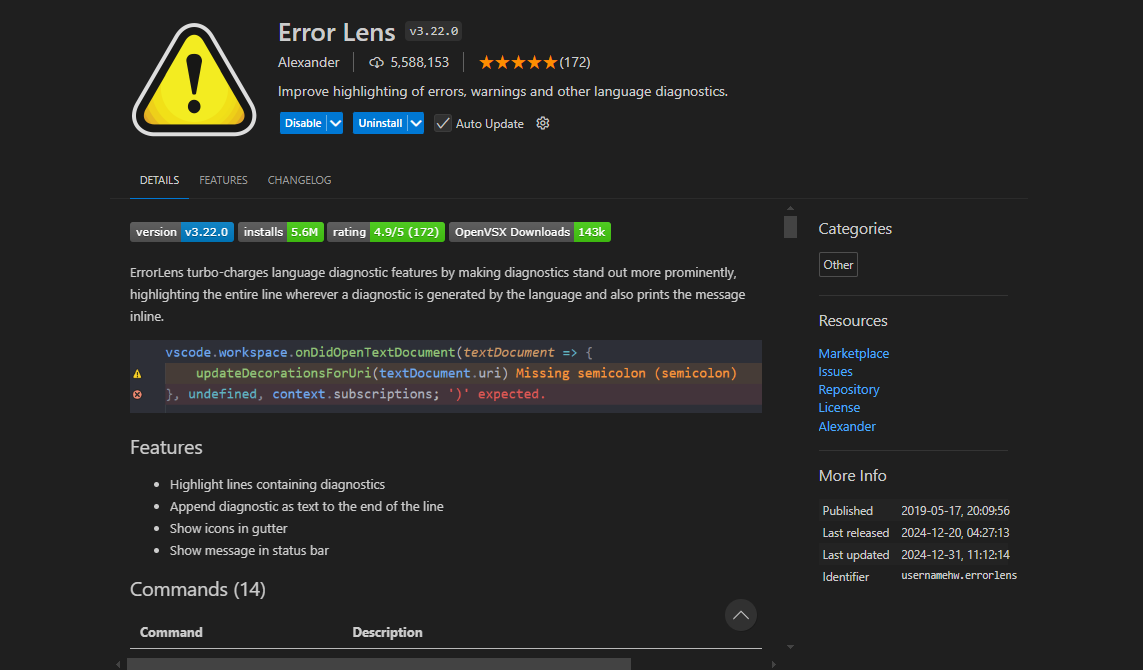 Error Lens v3.22.0
Alexander 5,588,153 ★★★★★(172)
Improve highlighting of errors, warnings and other language diagnostics.
Disable Uninstall Auto Update
DETAILS FEATURES CHANGELOG
version v3.22.0 installs 5.6M rating 4.9/5 (172) OpenVSX Downloads 143k
ErrorLens turbo-charges language diagnostic features by making diagnostics stand out more prominently,
highlighting the entire line wherever a diagnostic is generated by the language and also prints the message
inline.
vscode.workspace.onDidOpenTextDocument(textDocument => {
updateDecorationsForUri(textDocument.uri) Missing semicolon (semicolon)
}, undefined, context.subscriptions; ')' expected.
Features
• Highlight lines containing diagnostics
• Append diagnostic as text to the end of the line
• Show icons in gutter
• Show message in status bar
Commands (14)
Command Description
Categories
Other
Resources
Marketplace
Issues
Repository
License
Alexander
More Info
Published 2019-05-17, 20:09:56
Last released 2024-12-20, 04:27:13
Last updated 2024-12-31, 11:12:14
Identifier usernamehw.errorlens